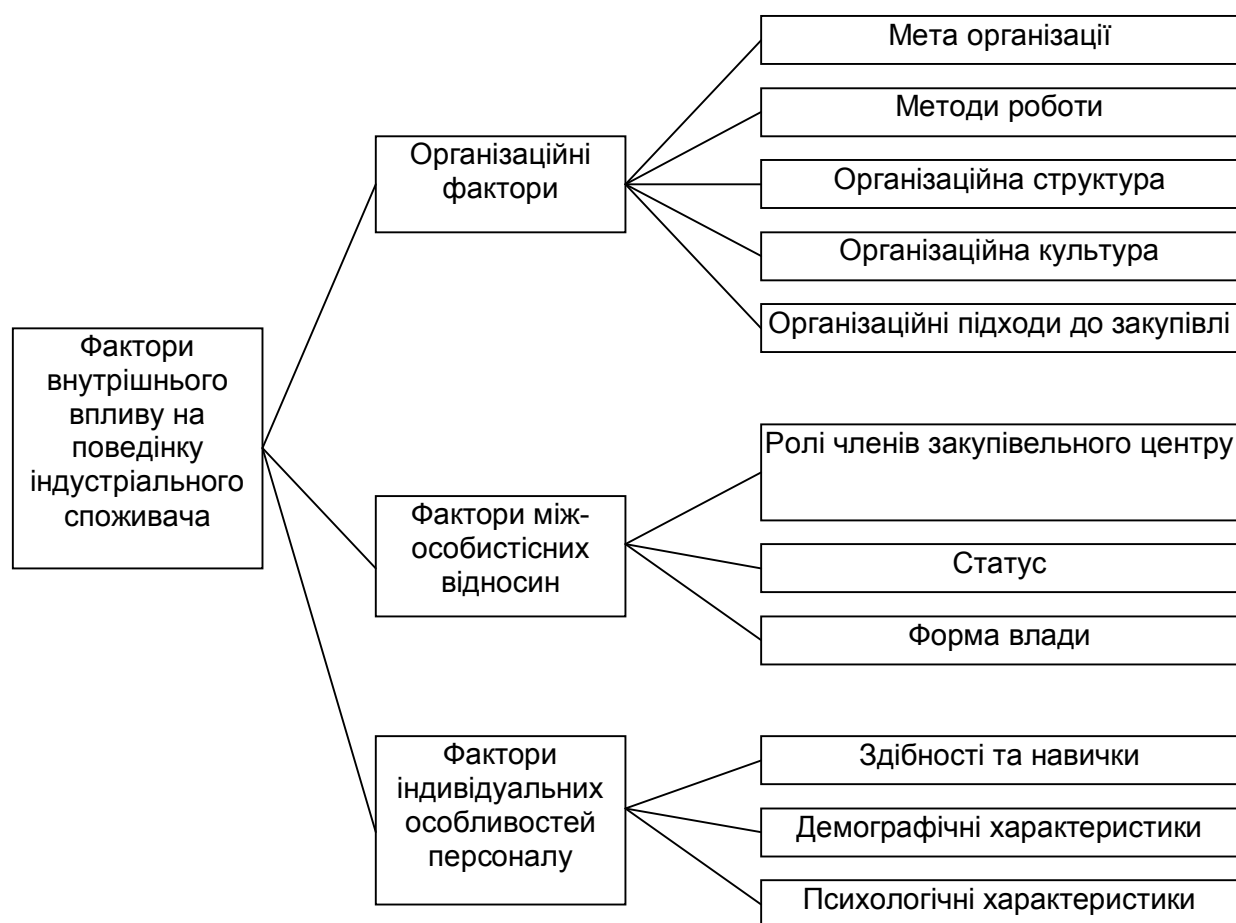 Фактори
внутрішнього
впливу на
поведінку
індустріального
споживача
Організаційні
фактори
Мета організації
Методи роботи
Організаційна структура
Організаційна культура
Організаційні підходи до закупівлі
Фактори між-
особистісних
відносин
Ролі членів закупівельного центру
Статус
Форма влади
Фактори
індивідуальних
особливостей
персоналу
Здібності та навички
Демографічні характеристики
Психологічні характеристики